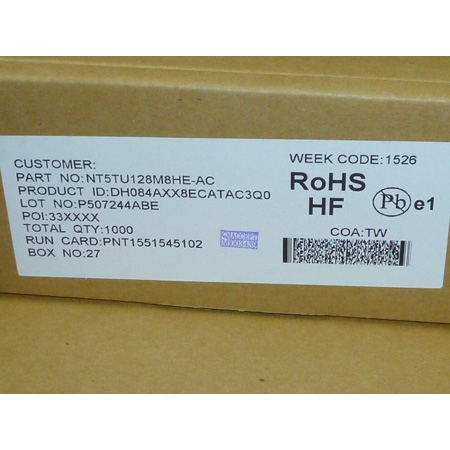 CUSTOMER:
PART NO:NT5TU128M8HE-AC
PRODUCT ID:DH084AXX8ECATAC3Q0
LOT NO:P507244ABE
POI:33XXXX
TOTAL QTY:1000
RUN CARD:PNT1551545102
BOX NO:27
WEEK CODE:1526
RoHS
HF
Pb e1
COA:TW